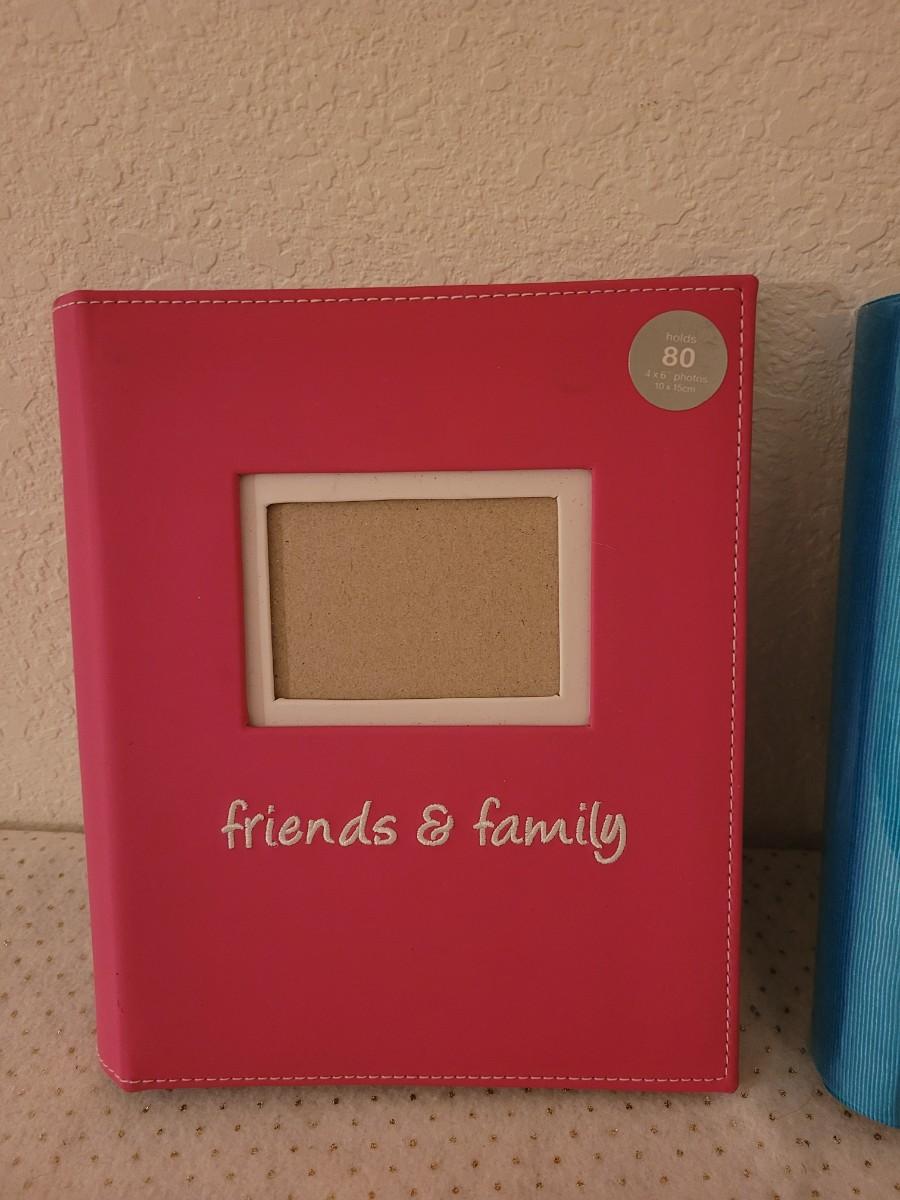 holds
80
4 x 6" photos
10 x 15cm
friends & family